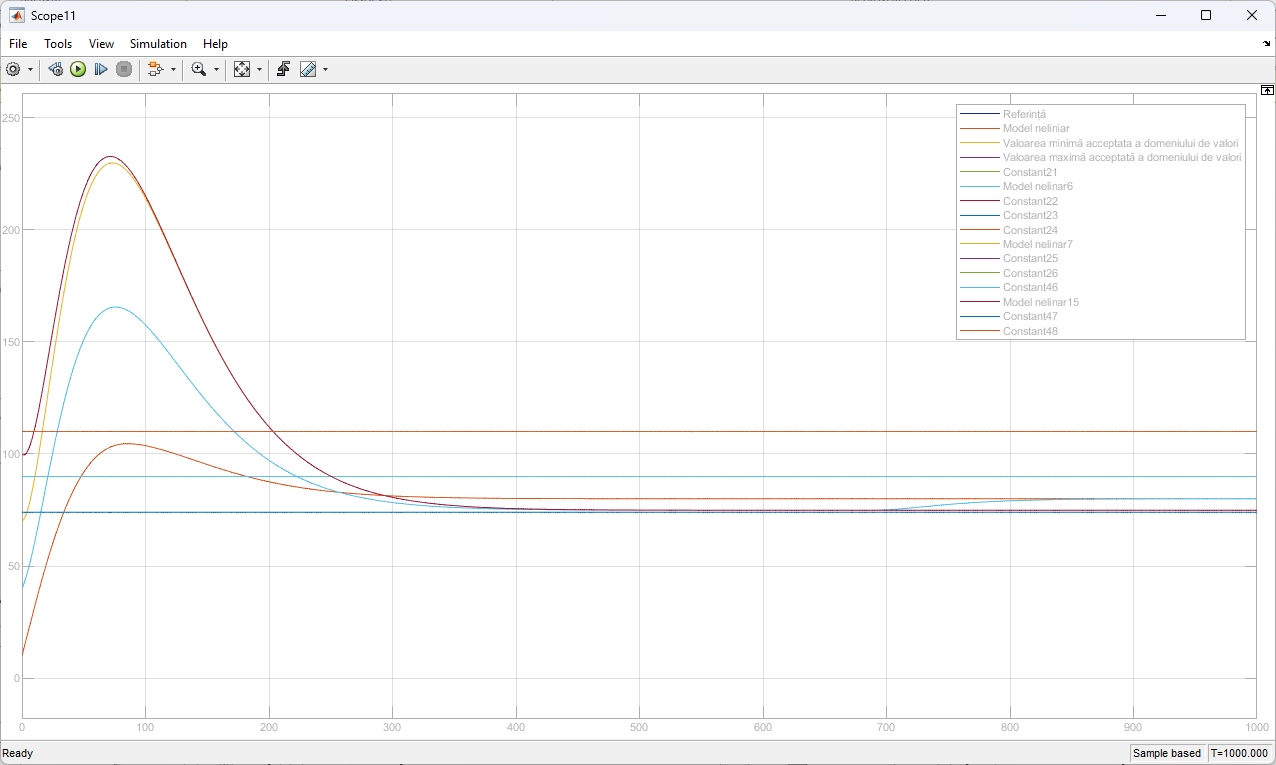 Scope11
File Tools View Simulation Help
250
200
150
100
50
0
0 100 200 300 400 500 600 700 800 900 1000
Referință
Model neliniar
Valoarea minimă acceptata a domeniului de valori
Valoarea maximă acceptată a domeniului de valori
Constant21
Model nelinar6
Constant22
Constant23
Constant24
Model nelinar7
Constant25
Constant26
Constant46
Model nelinar15
Constant47
Constant48
Ready
Sample based T=1000.000